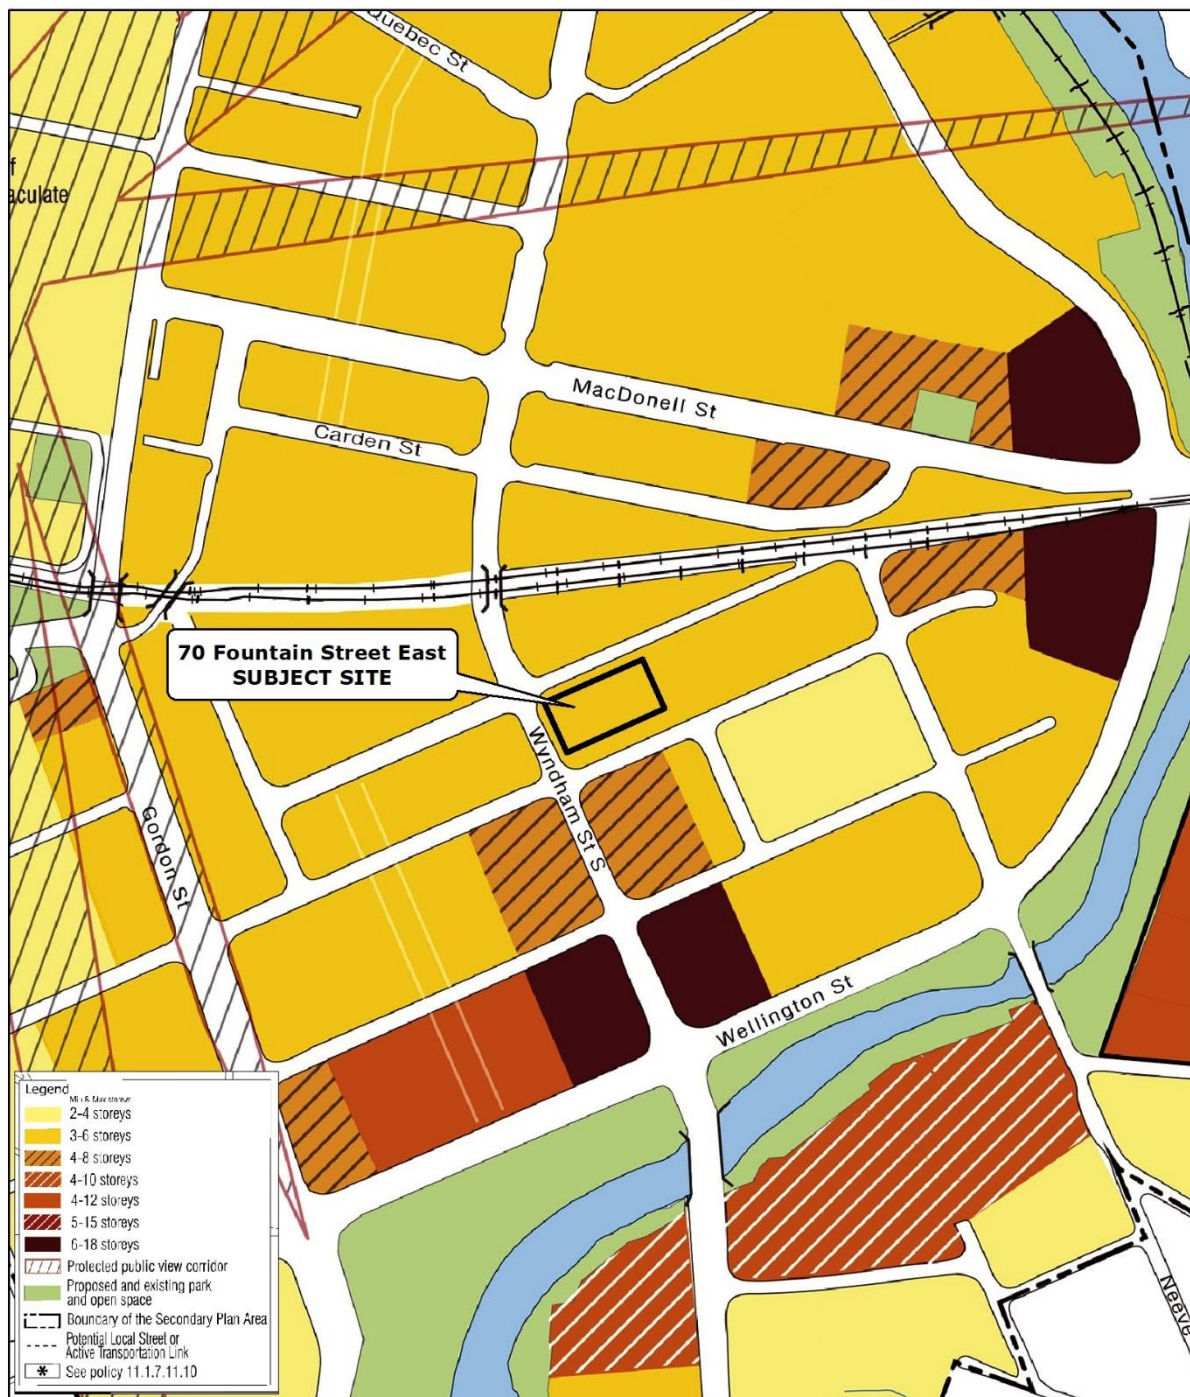 Quebec St
f
aculate
MacDonell St
Carden St
70 Fountain Street East
SUBJECT SITE
Wyndham St S
Gordon St
Wellington St
Neeve
Legend
Min & Max storeys
2-4 storeys
3-6 storeys
4-8 storeys
4-10 storeys
4-12 storeys
5-15 storeys
6-18 storeys
Protected public view corridor
Proposed and existing park
and open space
Boundary of the Secondary Plan Area
Potential Local Street or
Active Transportation Link
* See policy 11.1.7.11.10